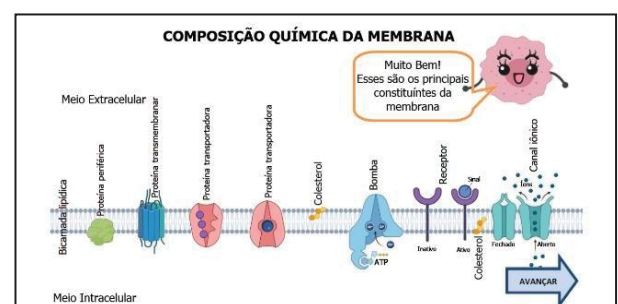 COMPOSIÇÃO QUÍMICA DA MEMBRANA
Muito Bem!
Esses são os principais
constituíntes da
membrana
Meio Extracelular
Bicamada lipídica
Proteína periférica
Proteína transmembranar
Proteína transportadora
Proteína transportadora
Colesterol
Bomba
ATP
Receptor
Sinal
Inativo
Ativo
Colesterol
Canal iônico
Íons
Fechado
Aberto
AVANÇAR
Meio Intracelular